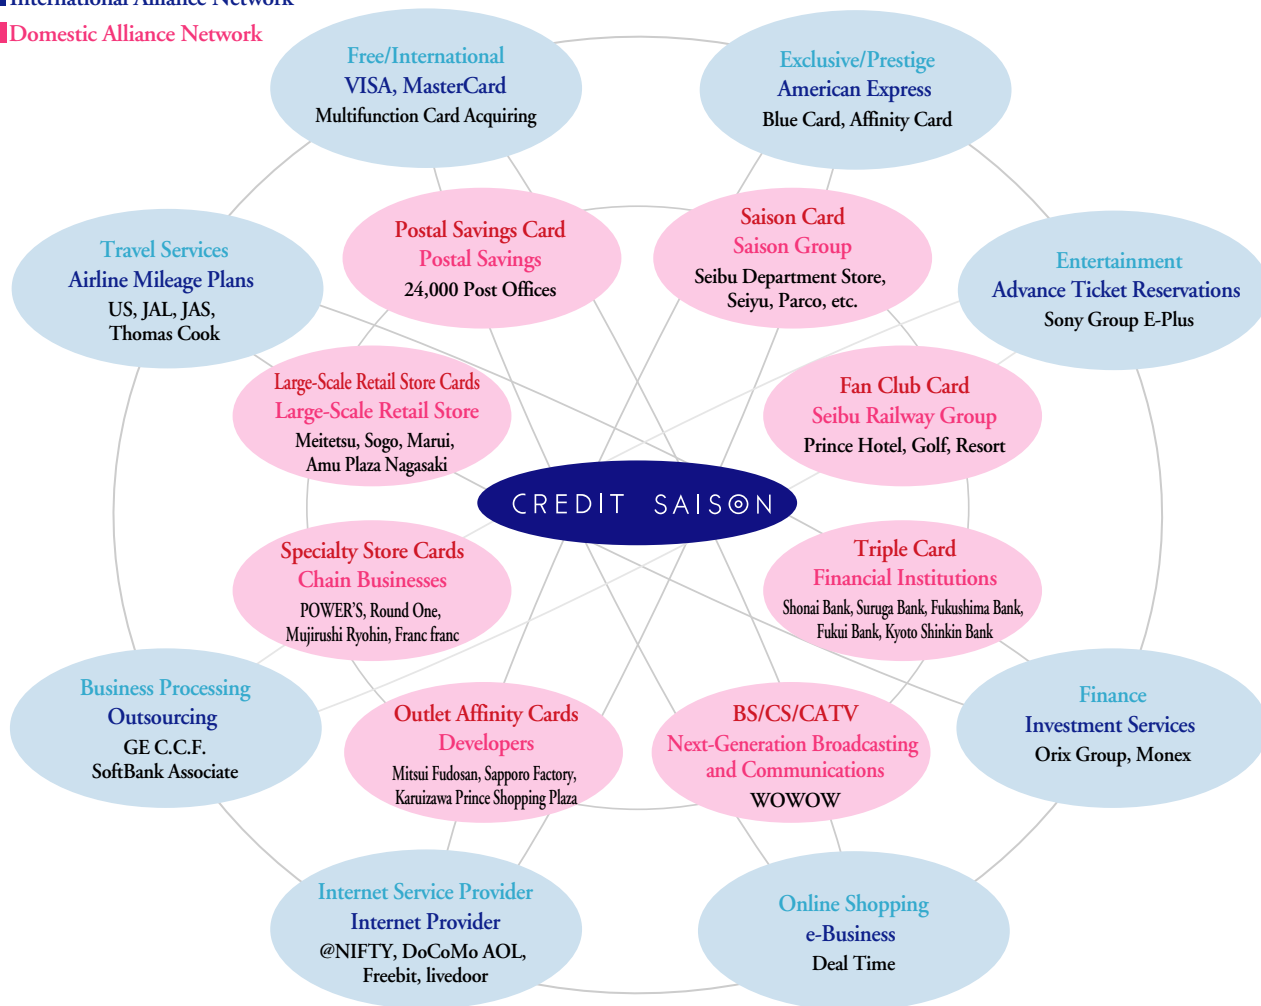 International Alliance Network
Domestic Alliance Network
Free/International
VISA, MasterCard
Multifunction Card Acquiring
Exclusive/Prestige
American Express
Blue Card, Affinity Card
Postal Savings Card
Postal Savings
24,000 Post Offices
Saison Card
Saison Group
Seibu Department Store,
Seiyu, Parco, etc.
Travel Services
Airline Mileage Plans
US, JAL, JAS,
Thomas Cook
Entertainment
Advance Ticket Reservations
Sony Group E-Plus
Large-Scale Retail Store Cards
Large-Scale Retail Store
Meitetsu, Sogo, Marui,
Amu Plaza Nagasaki
Fan Club Card
Seibu Railway Group
Prince Hotel, Golf, Resort
CREDIT SAISON
Specialty Store Cards
Chain Businesses
POWER'S, Round One,
Mujirushi Ryohin, Franc franc
Triple Card
Financial Institutions
Shonai Bank, Suruga Bank, Fukushima Bank,
Fukui Bank, Kyoto Shinkin Bank
Business Processing
Outsourcing
GE C.C.F.
SoftBank Associate
Outlet Affinity Cards
Developers
Mitsui Fudosan, Sapporo Factory,
Karuizawa Prince Shopping Plaza
BS/CS/CATV
Next-Generation Broadcasting
and Communications
WOWOW
Finance
Investment Services
Orix Group, Monex
Internet Service Provider
Internet Provider
@NIFTY, DoCoMo AOL,
Freebit, livedoor
Online Shopping
e-Business
Deal Time